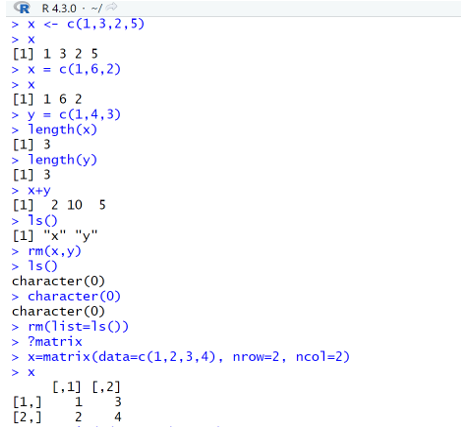 R 4.3.0 · ~/
> x <- c(1,3,2,5)
> x
[1] 1 3 2 5
> x = c(1,6,2)
> x
[1] 1 6 2
> y = c(1,4,3)
> length(x)
[1] 3
> length(y)
[1] 3
> x+y
[1]  2 10  5
> ls()
[1] "x" "y"
> rm(x,y)
> ls()
character(0)
> character(0)
character(0)
> rm(list=ls())
> ?matrix
> x=matrix(data=c(1,2,3,4), nrow=2, ncol=2)
> x
     [,1] [,2]
[1,]    1    3
[2,]    2    4